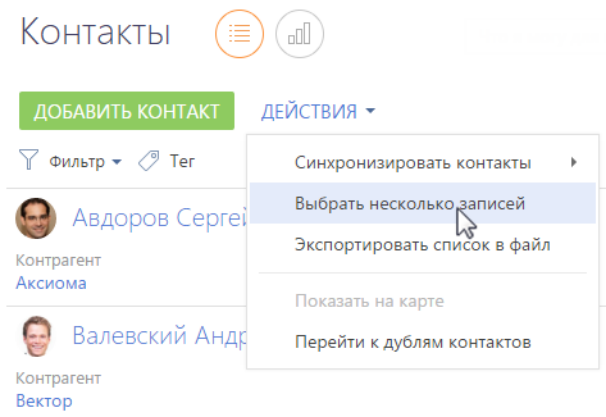 Контакты
ДОБАВИТЬ КОНТАКТ ДЕЙСТВИЯ
Фильтр Тег
Синхронизировать контакты
Выбрать несколько записей
Экспортировать список в файл
Показать на карте
Перейти к дублям контактов
Авдоров Сергей
Контрагент
Аксиома
Валевский Андр
Контрагент
Вектор